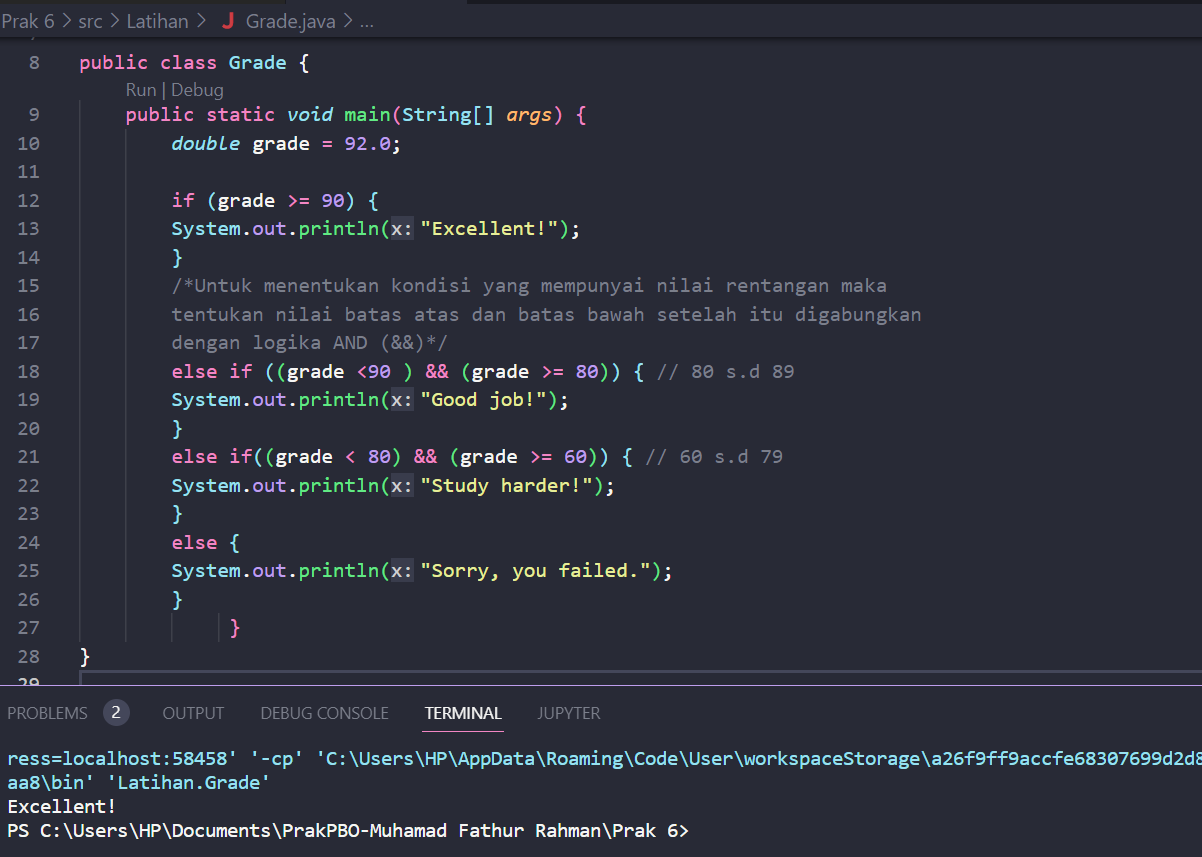 Prak 6 > src > Latihan > J Grade.java > ...
8 public class Grade {
Run | Debug
9 public static void main(String[] args) {
10 double grade = 92.0;
11
12 if (grade >= 90) {
13 System.out.println(x: "Excellent!");
14 }
15 /*Untuk menentukan kondisi yang mempunyai nilai rentangan maka
16 tentukan nilai batas atas dan batas bawah setelah itu digabungkan
17 dengan logika AND (&&)*/
18 else if ((grade <90 ) && (grade >= 80)) { // 80 s.d 89
19 System.out.println(x: "Good job!");
20 }
21 else if((grade < 80) && (grade >= 60)) { // 60 s.d 79
22 System.out.println(x: "Study harder!");
23 }
24 else {
25 System.out.println(x: "Sorry, you failed.");
26 }
27 }
28 }
29
PROBLEMS 2 OUTPUT DEBUG CONSOLE TERMINAL JUPYTER
ress=localhost:58458' '-cp' 'C:\Users\HP\AppData\Roaming\Code\User\workspaceStorage\a26f9ff9accfe68307699d2d8
aa8\bin' 'Latihan.Grade'
Excellent!
PS C:\Users\HP\Documents\PrakPBO-Muhamad Fathur Rahman\Prak 6>